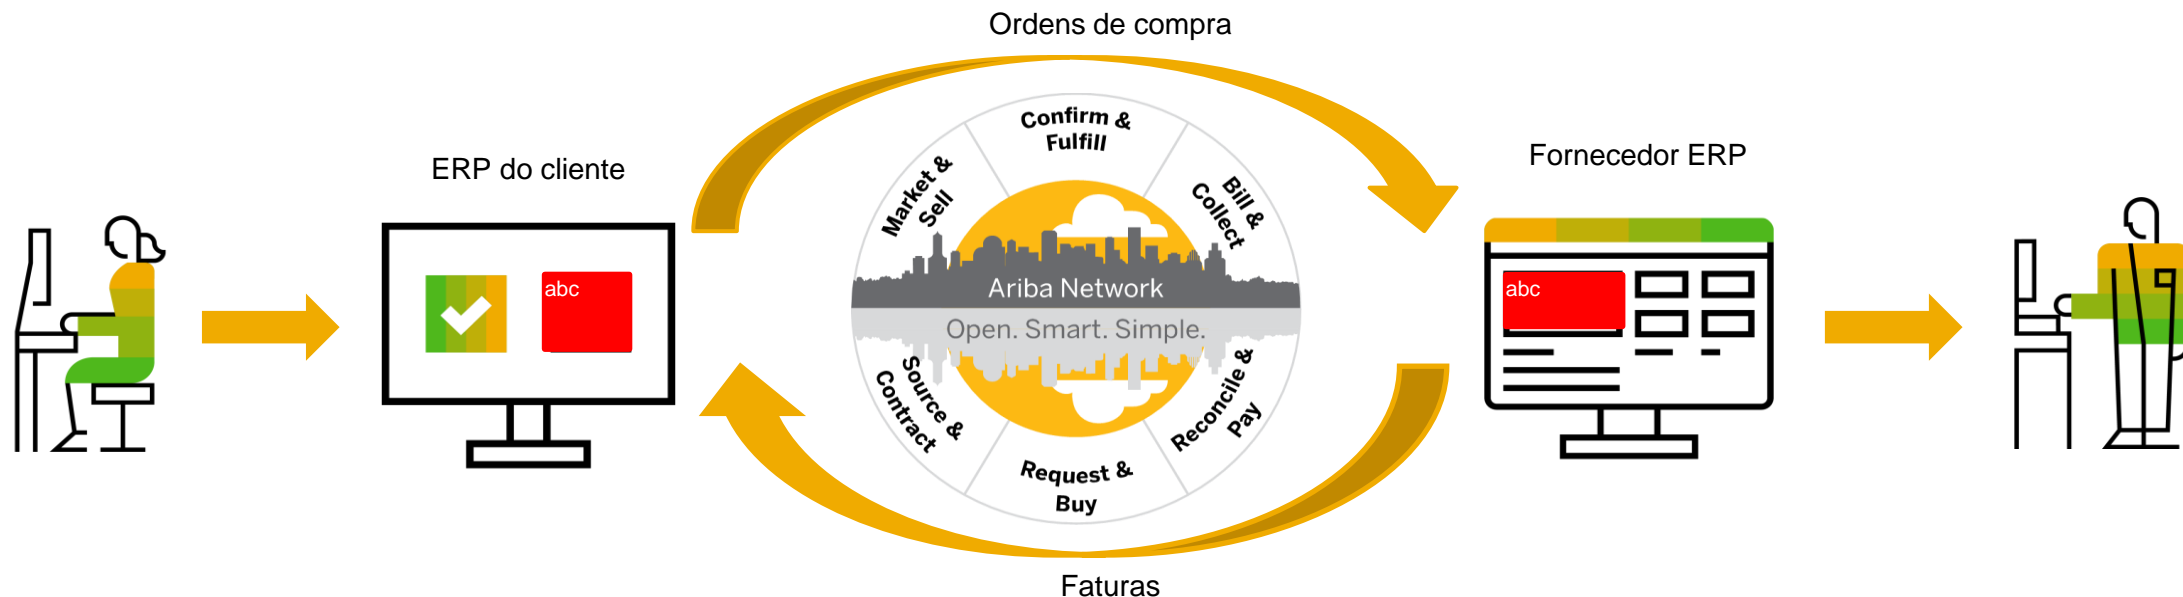 Ordens de compra
ERP do cliente
abc
Confirm &
Fulfill
Market &
Sell
Bill &
Collect
Ariba Network
Open. Smart. Simple.
Source &
Contract
Reconcile &
Pay
Request &
Buy
Fornecedor ERP
abc
Faturas